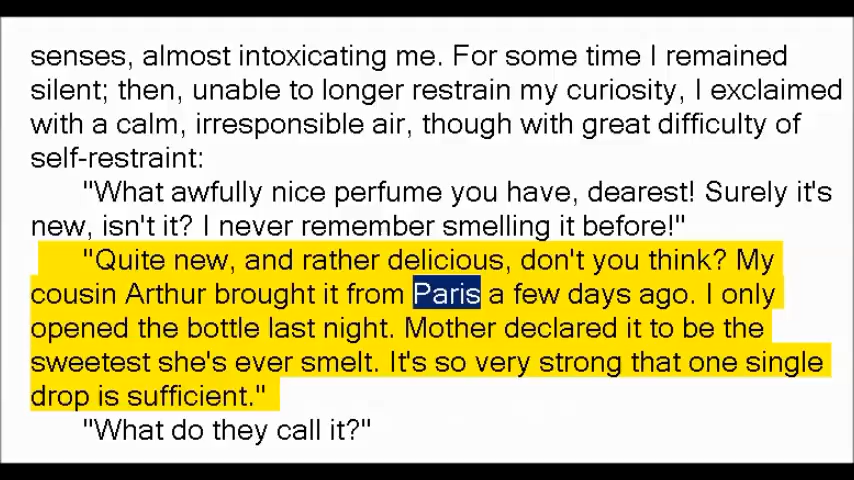 senses, almost intoxicating me. For some time I remained
silent; then, unable to longer restrain my curiosity, I exclaimed
with a calm, irresponsible air, though with great difficulty of
self-restraint:
"What awfully nice perfume you have, dearest! Surely it's
new, isn't it? I never remember smelling it before!"
"Quite new, and rather delicious, don't you think? My
cousin Arthur brought it from Paris a few days ago. I only
opened the bottle last night. Mother declared it to be the
sweetest she's ever smelt. It's so very strong that one single
drop is sufficient."
"What do they call it?"